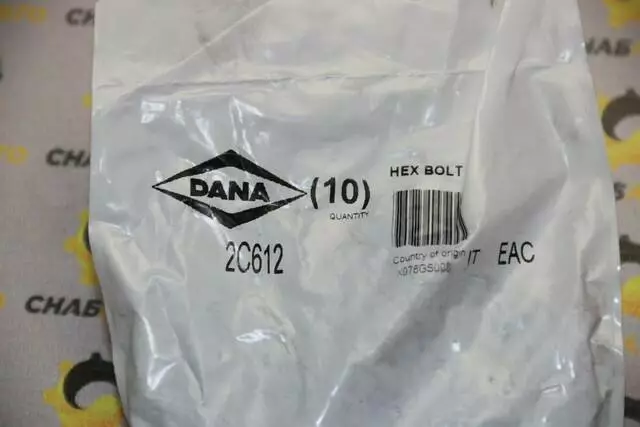 DANA
(10)
QUANTITY
2C612
HEX BOLT
Country of origin IT
EAC
СНАБ
СНАБ
СНАБ
СНАБ